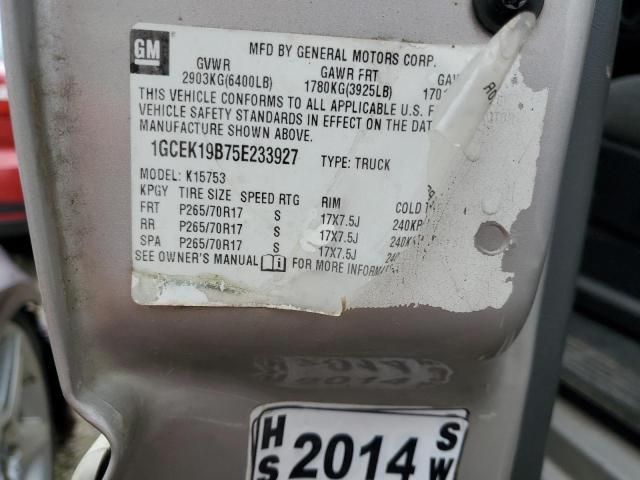 GM
MFD BY GENERAL MOTORS CORP.
GVWR GAWR FRT
2903KG(6400LB) 1780KG(3925LB)
THIS VEHICLE CONFORMS TO ALL APPLICABLE U.S.
VEHICLE SAFETY STANDARDS IN EFFECT ON THE
MANUFACTURE SHOWN ABOVE.
1GCEK19B75E233927 TYPE: TRUCK
MODEL: K15753
KPGY TIRE SIZE SPEED RTG RIM COLD
FRT P265/70R17 S 17X7.5J
RR P265/70R17 S 17X7.5J
SPA P265/70R17 S 17X7.5J
SEE OWNER'S MANUAL FOR MORE
HS 2014 SW